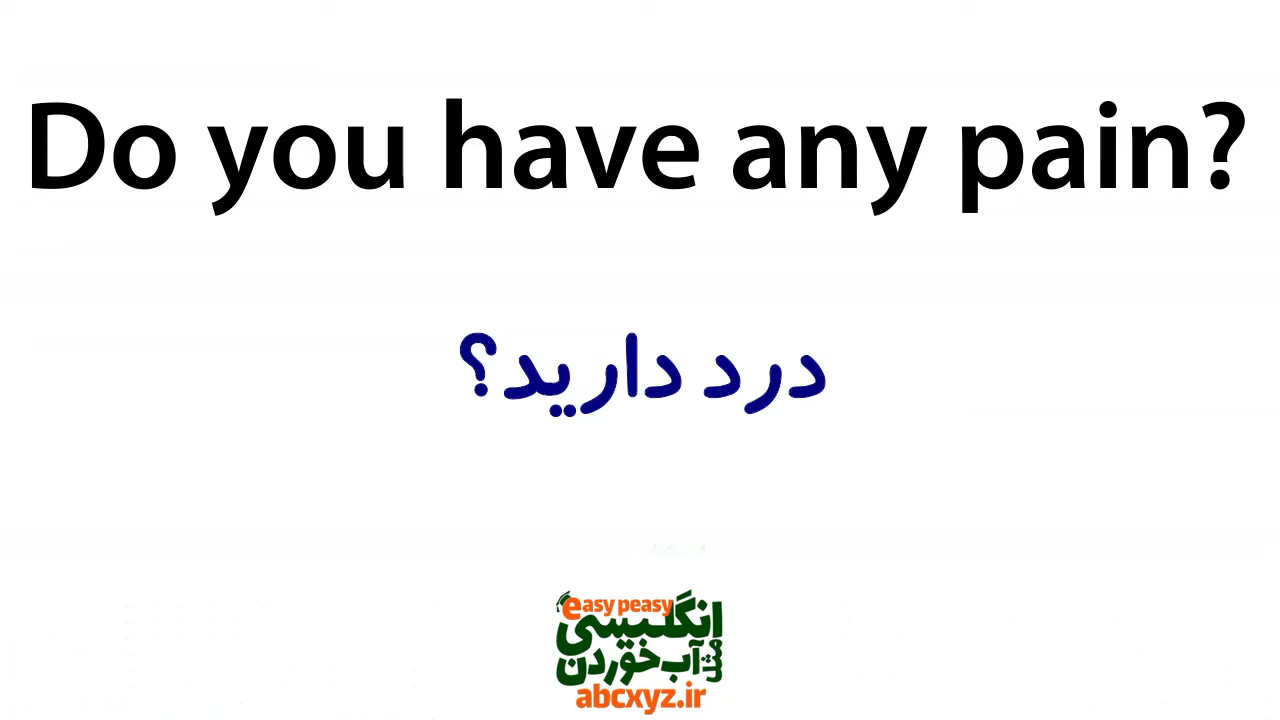 Do you have any pain?
درد دارید؟
easy peasy
انگلیسی
مثل آب خوردن
abcxyz.ir